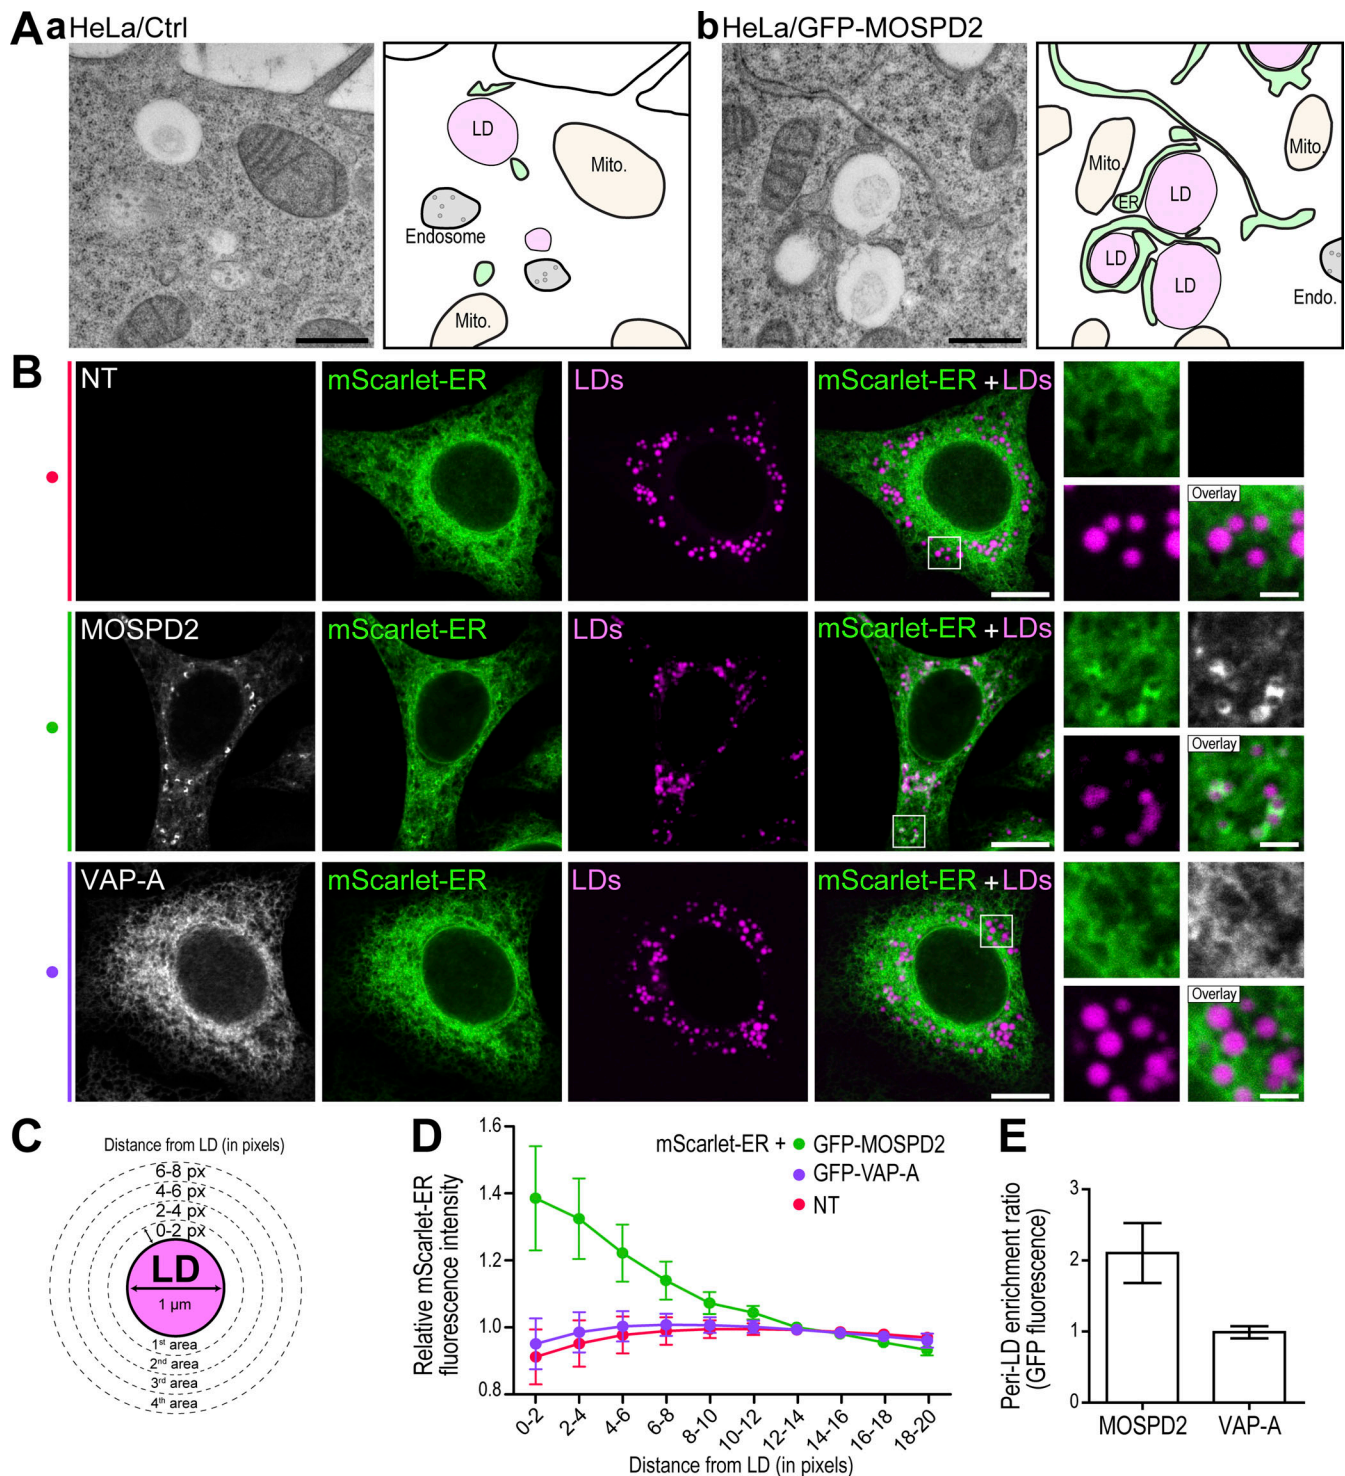 A a HeLa/Ctrl
b HeLa/GFP-MOSPD2
LD
Mito.
Endosome
Mito.
Mito.
Mito.
ER
LD
LD
LD
Endo.
B
NT
mScarlet-ER
LDs
mScarlet-ER + LDs
Overlay
MOSPD2
mScarlet-ER
LDs
mScarlet-ER + LDs
Overlay
VAP-A
mScarlet-ER
LDs
mScarlet-ER + LDs
Overlay
C
Distance from LD (in pixels)
6-8 px
4-6 px
2-4 px
0-2 px
LD
1 µm
1st area
2nd area
3rd area
4th area
D
Relative mScarlet-ER
fluorescence intensity
1.6
1.4
1.2
1.0
0.8
mScarlet-ER +
GFP-MOSPD2
GFP-VAP-A
NT
0-2
2-4
4-6
6-8
8-10
10-12
12-14
14-16
16-18
18-20
Distance from LD (in pixels)
E
Peri-LD enrichment ratio
(GFP fluorescence)
3
2
1
0
MOSPD2
VAP-A